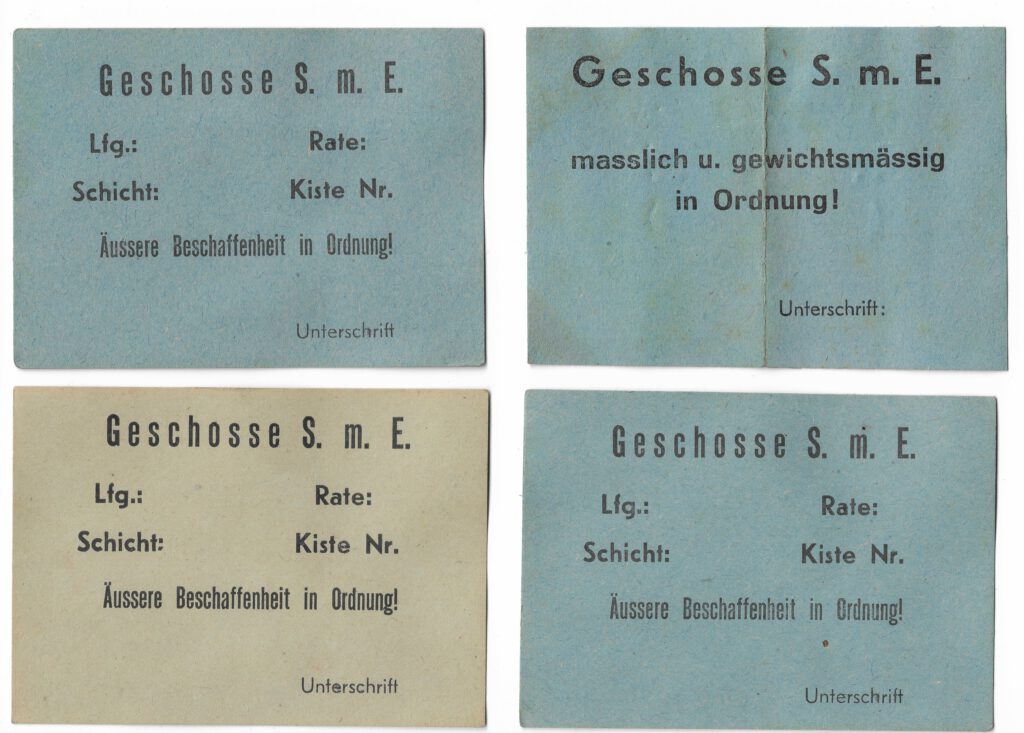 Geschosse S. m. E.
Lfg.: Rate:
Schicht: Kiste Nr.
Äussere Beschaffenheit in Ordnung!
Unterschrift
Geschosse S. m. E.
masslich u. gewichtsmässig
in Ordnung!
Unterschrift:
Geschosse S. m. E.
Lfg.: Rate:
Schicht: Kiste Nr.
Äussere Beschaffenheit in Ordnung!
Unterschrift
Geschosse S. m. E.
Lfg.: Rate:
Schicht: Kiste Nr.
Äussere Beschaffenheit in Ordnung!
Unterschrift